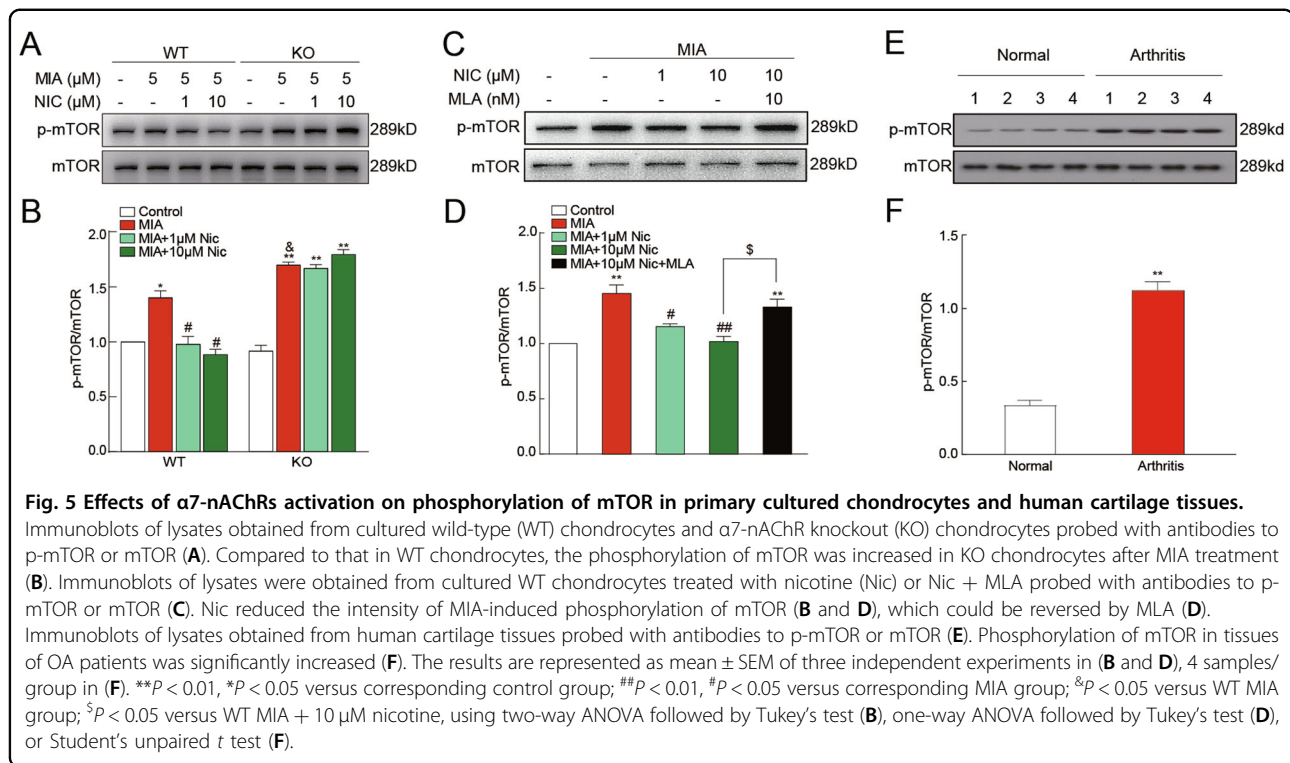 A
WT KO
MIA (µM) - 5 5 5 - 5 5 5
NIC (µM) - - 1 10 - - 1 10
p-mTOR 289kD
mTOR 289kD
B
Control
MIA
MIA+1µM Nic
MIA+10µM Nic
p-mTOR/mTOR
2.0
1.5
1.0
0.5
0.0
* # # & ** ** **
WT KO
C
MIA
NIC (µM) - - 1 10 10
MLA (nM) - - - - 10
p-mTOR 289kD
mTOR 289kD
D
Control
MIA
MIA+1µM Nic
MIA+10µM Nic
MIA+10µM Nic+MLA
p-mTOR/mTOR
2.0
1.5
1.0
0.5
0.0
** # ## $ **
E
Normal Arthritis
1 2 3 4 1 2 3 4
p-mTOR 289kd
mTOR 289kd
F
p-mTOR/mTOR
1.5
1.0
0.5
0.0
**
Normal Arthritis
Fig. 5 Effects of α7-nAChRs activation on phosphorylation of mTOR in primary cultured chondrocytes and human cartilage tissues.
Immunoblots of lysates obtained from cultured wild-type (WT) chondrocytes and α7-nAChR knockout (KO) chondrocytes probed with antibodies to
p-mTOR or mTOR (A). Compared to that in WT chondrocytes, the phosphorylation of mTOR was increased in KO chondrocytes after MIA treatment
(B). Immunoblots of lysates were obtained from cultured WT chondrocytes treated with nicotine (Nic) or Nic + MLA probed with antibodies to p-
mTOR or mTOR (C). Nic reduced the intensity of MIA-induced phosphorylation of mTOR (B and D), which could be reversed by MLA (D).
Immunoblots of lysates obtained from human cartilage tissues probed with antibodies to p-mTOR or mTOR (E). Phosphorylation of mTOR in tissues
of OA patients was significantly increased (F). The results are represented as mean ± SEM of three independent experiments in (B and D), 4 samples/
group in (F). **P < 0.01, *P < 0.05 versus corresponding control group; ##P < 0.01, #P < 0.05 versus corresponding MIA group; &P < 0.05 versus WT MIA
group; $P < 0.05 versus WT MIA + 10 µM nicotine, using two-way ANOVA followed by Tukey's test (B), one-way ANOVA followed by Tukey's test (D),
or Student's unpaired t test (F).